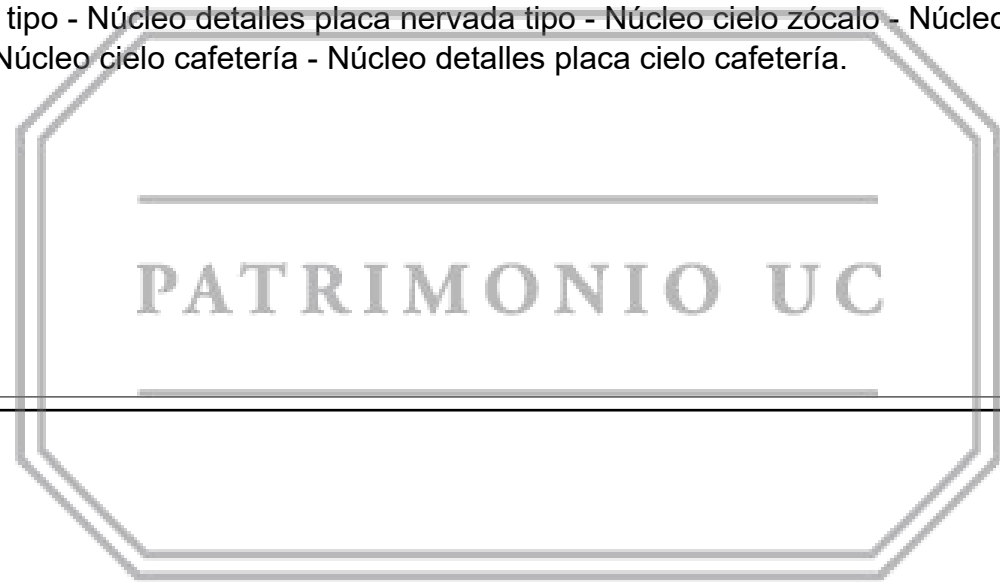 tipo - Núcleo detalles placa nervada tipo - Núcleo cielo zócalo - Núcleo
Núcleo cielo cafetería - Núcleo detalles placa cielo cafetería.
PATRIMONIO UC